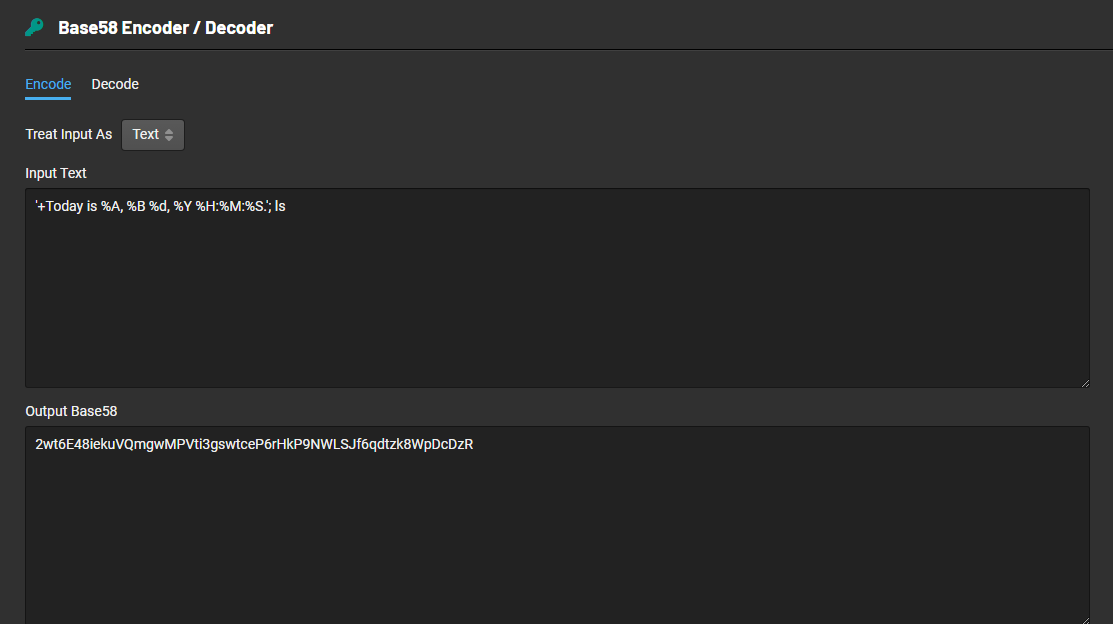 Base58 Encoder / Decoder
Encode Decode
Treat Input As Text
Input Text
'+Today is %A, %B %d, %Y %H:%M:%S.'; ls
Output Base58
2wt6E48iekuVQmgwMPVti3gswtceP6rHkP9NWLSJf6qdtzk8WpDcDzR